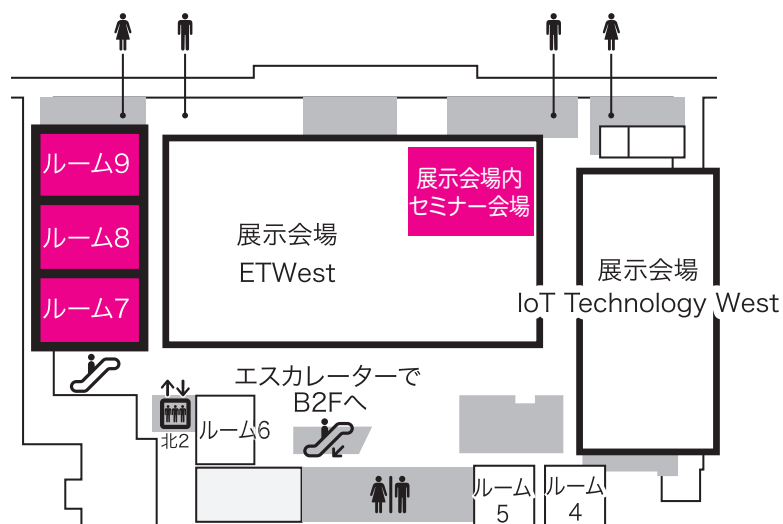 ルーム9
展示会場内
セミナー会場
ルーム8
展示会場
ETWest
展示会場
IoT Technology West
ルーム7
エスカレーターで
B2Fへ
北2
ルーム6
ルーム
5
ルーム
4